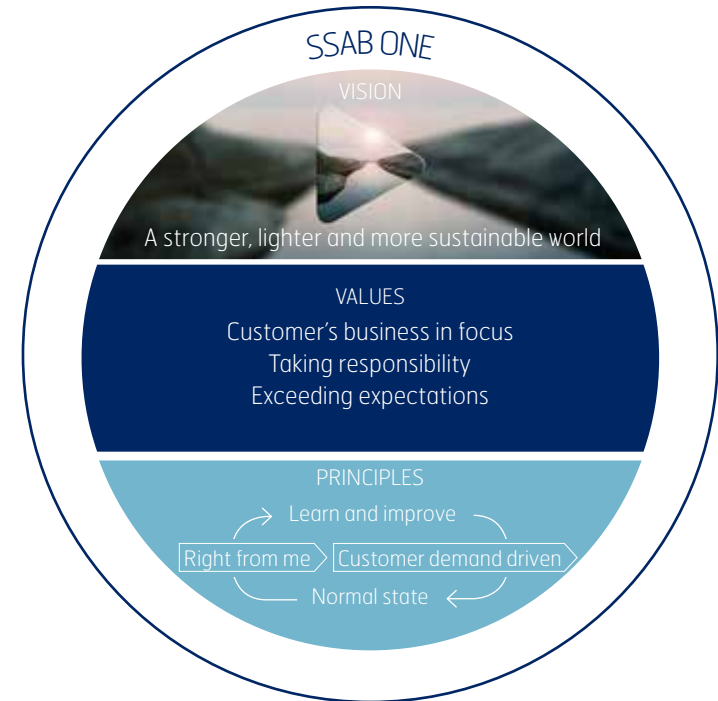 SSAB ONE
VISION
A stronger, lighter and more sustainable world
VALUES
Customer’s business in focus
Taking responsibility
Exceeding expectations
PRINCIPLES
Learn and improve
Right from me
Customer demand driven
Normal state